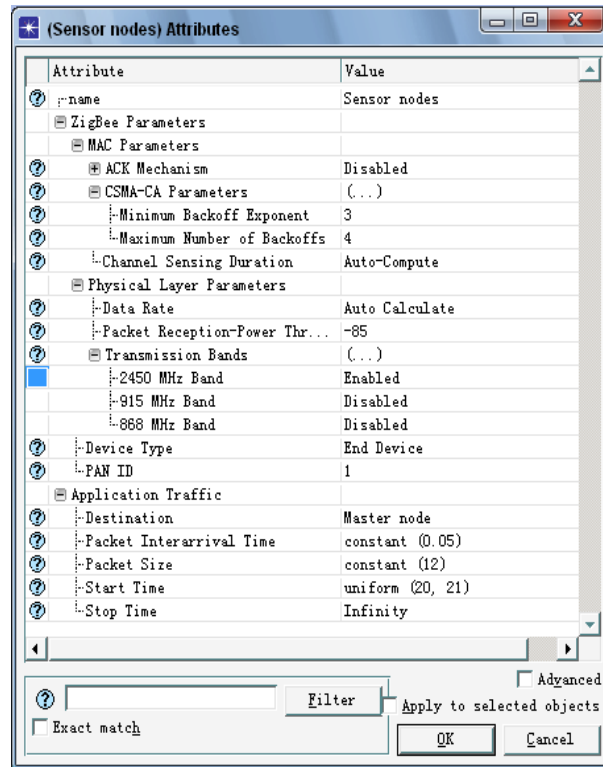 (Sensor nodes) Attributes
Attribute Value
name Sensor nodes
ZigBee Parameters
MAC Parameters
ACK Mechanism Disabled
CSMA-CA Parameters (...)
Minimum Backoff Exponent 3
Maximum Number of Backoffs 4
Channel Sensing Duration Auto-Compute
Physical Layer Parameters
Data Rate Auto Calculate
Packet Reception-Power Thr... -85
Transmission Bands (...)
2450 MHz Band Enabled
915 MHz Band Disabled
868 MHz Band Disabled
Device Type End Device
PAN ID 1
Application Traffic
Destination Master node
Packet Interarrival Time constant (0.05)
Packet Size constant (12)
Start Time uniform (20, 21)
Stop Time Infinity
Advanced
Filter Apply to selected objects
Exact match
OK Cancel